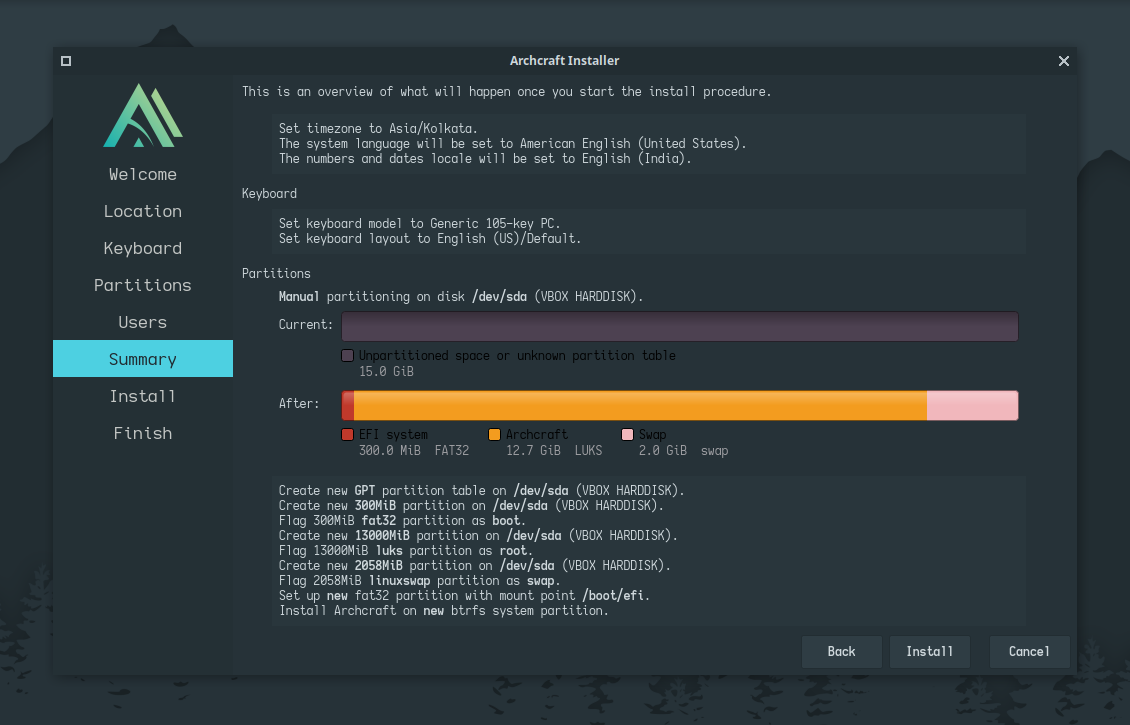 Archcraft Installer
This is an overview of what will happen once you start the install procedure.
Set timezone to Asia/Kolkata.
The system language will be set to American English (United States).
The numbers and dates locale will be set to English (India).
Welcome
Location
Keyboard
Partitions
Users
Summary
Install
Finish
Keyboard
Set keyboard model to Generic 105-key PC.
Set keyboard layout to English (US)/Default.
Partitions
Manual partitioning on disk /dev/sda (VBOX HARDDISK).
Current:
Unpartitioned space or unknown partition table
15.0 GiB
After:
EFI system Archcraft Swap
300.0 MiB FAT32 12.7 GiB LUKS 2.0 GiB swap
Create new GPT partition table on /dev/sda (VBOX HARDDISK).
Create new 300MiB partition on /dev/sda (VBOX HARDDISK).
Flag 300MiB fat32 partition as boot.
Create new 13000MiB partition on /dev/sda (VBOX HARDDISK).
Flag 13000MiB luks partition as root.
Create new 2058MiB partition on /dev/sda (VBOX HARDDISK).
Flag 2058MiB linuxswap partition as swap.
Set up new fat32 partition with mount point /boot/efi.
Install Archcraft on new btrfs system partition.
Back Install Cancel